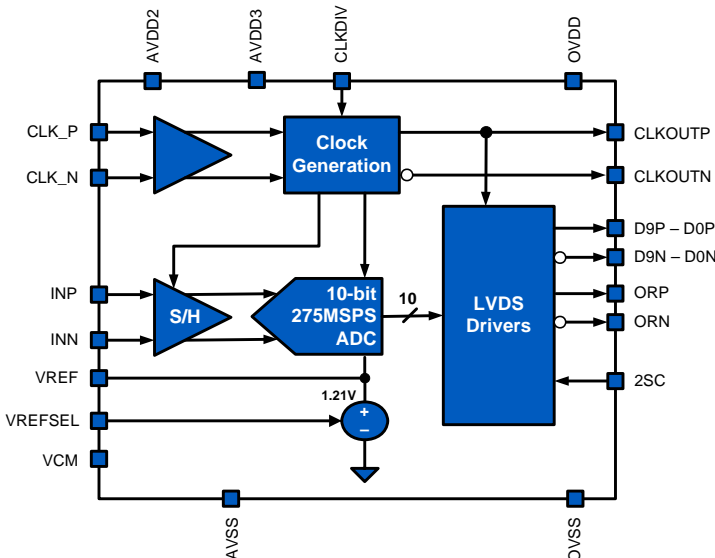 AVDD2
AVDD3
CLKDIV
OVDD
CLK_P
CLK_N
Clock
Generation
CLKOUTP
CLKOUTN
D9P – D0P
D9N – D0N
ORP
ORN
2SC
INP
INN
VREF
VREFSEL
VCM
S/H
10-bit
275MSPS
ADC
10
LVDS
Drivers
1.21V
+
–
AVSS
OVSS